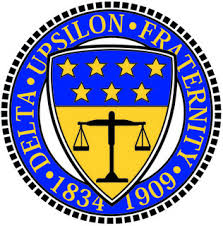 · DELTA · UPSILON · FRATERNITY ·
1834 · 1909